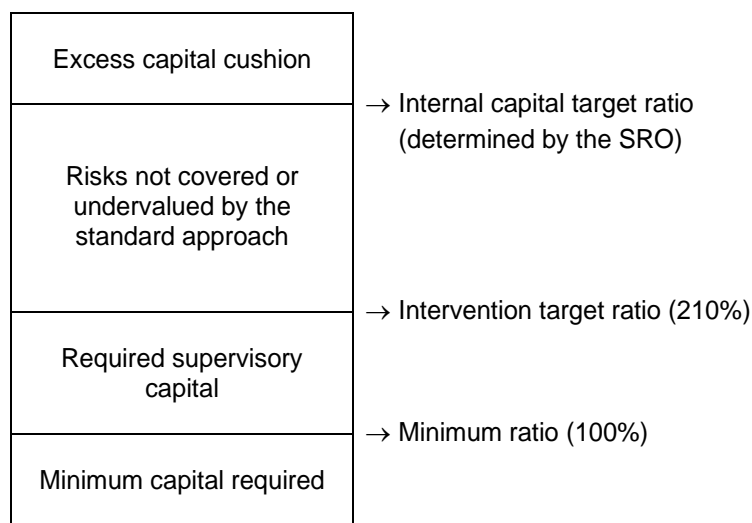 Excess capital cushion
→ Internal capital target ratio
(determined by the SRO)
Risks not covered or
undervalued by the
standard approach
→ Intervention target ratio (210%)
Required supervisory
capital
→ Minimum ratio (100%)
Minimum capital required